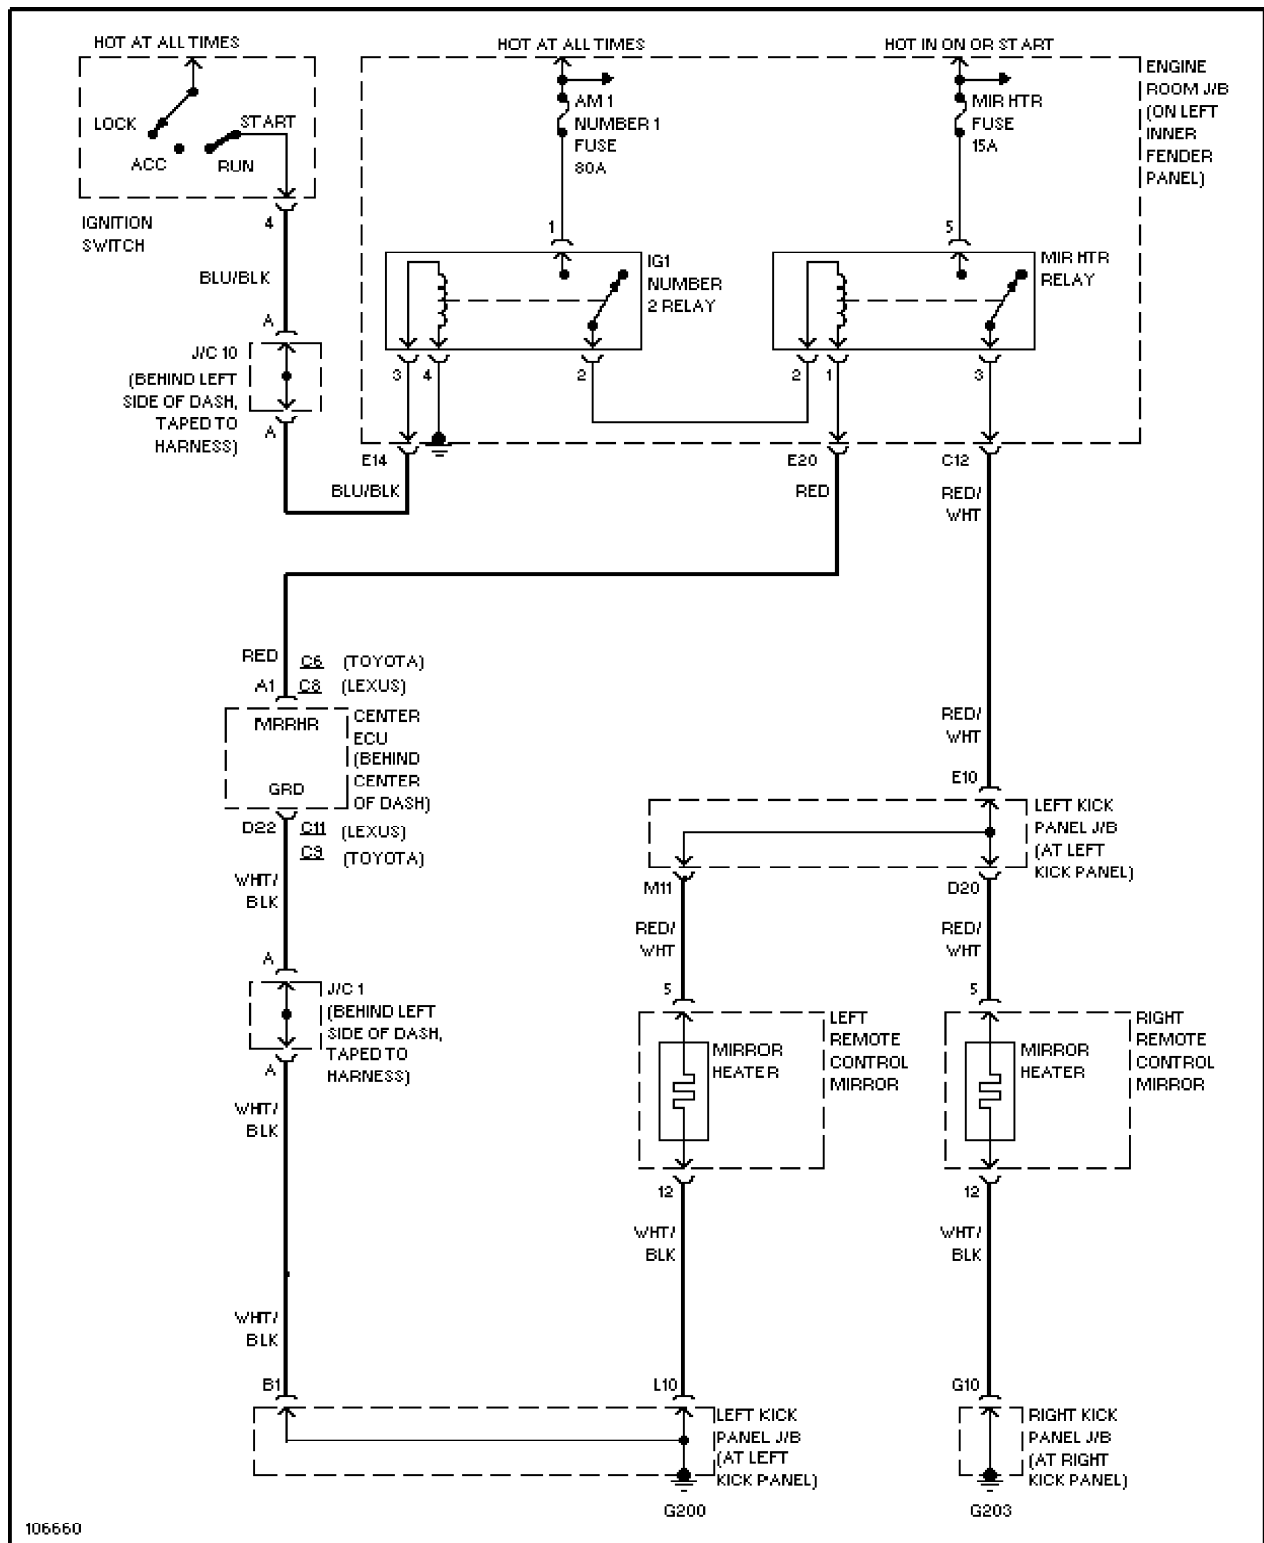 HOT AT ALL TIMES
HOT AT ALL TIMES
HOT IN ON OR START
LOCK
START
ACC
RUN
IGNITION
SWITCH
4
AM 1
NUMBER 1
FUSE
80A
MIR HTR
FUSE
15A
ENGINE
ROOM J/B
(ON LEFT
INNER
FENDER
PANEL)
1
5
IG1
NUMBER
2 RELAY
MIR HTR
RELAY
BLU/BLK
A
J/C 10
(BEHIND LEFT
SIDE OF DASH,
TAPED TO
HARNESS)
A
3
4
2
2
1
3
E14
E20
C12
BLU/BLK
RED
RED/
WHT
RED
C6
(TOYOTA)
A1
C8
(LEXUS)
MRRHR
GRD
CENTER
ECU
(BEHIND
CENTER
OF DASH)
D22
C11
(LEXUS)
C9
(TOYOTA)
WHT/
BLK
RED/
WHT
E10
LEFT KICK
PANEL J/B
(AT LEFT
KICK PANEL)
M11
D20
RED/
WHT
RED/
WHT
A
J/C 1
(BEHIND LEFT
SIDE OF DASH,
TAPED TO
HARNESS)
A
5
5
MIRROR
HEATER
LEFT
REMOTE
CONTROL
MIRROR
MIRROR
HEATER
RIGHT
REMOTE
CONTROL
MIRROR
WHT/
BLK
12
12
WHT/
BLK
WHT/
BLK
WHT/
BLK
B1
L10
G10
LEFT KICK
PANEL J/B
(AT LEFT
KICK PANEL)
RIGHT KICK
PANEL J/B
(AT RIGHT
KICK PANEL)
G200
G203
106660